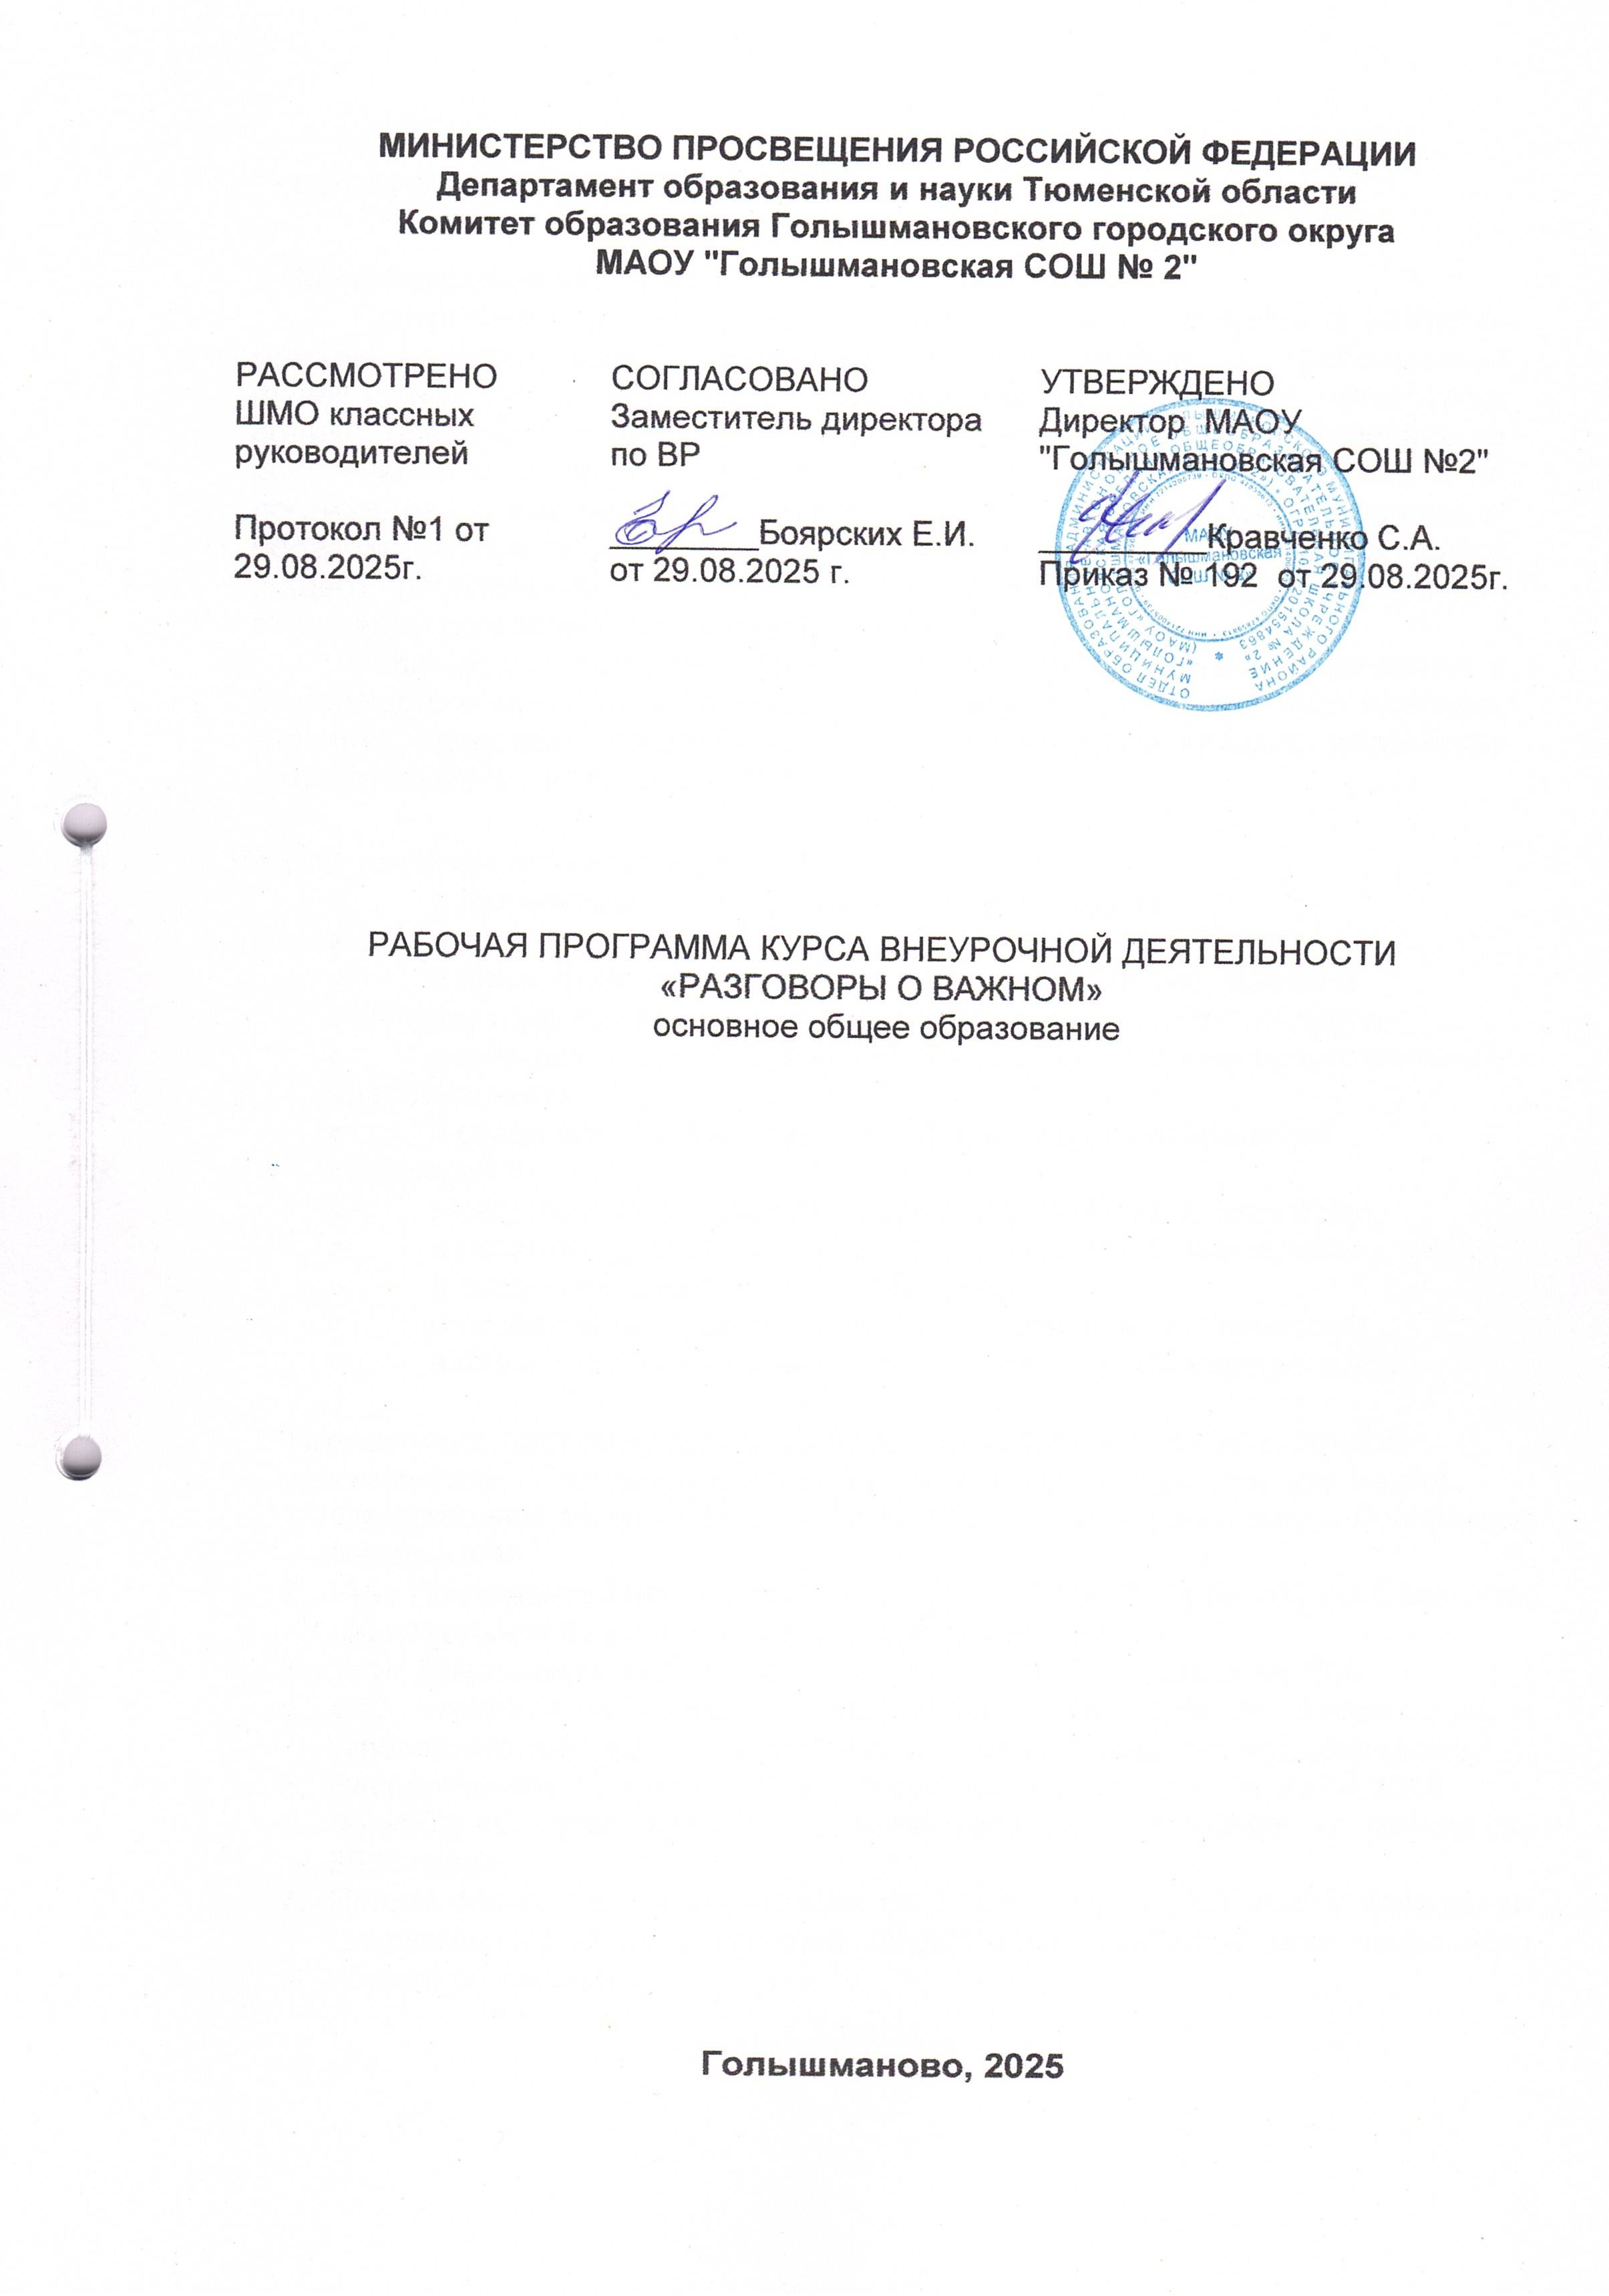 МИНИСТЕРСТВО ПРОСВЕЩЕНИЯ РОССИЙСКОЙ ФЕДЕРАЦИИ
Департамент образования и науки Тюменской области
Комитет образования Голышмановского городского округа
МАОУ "Голышмановская СОШ № 2"
РАССМОТРЕНО
ШМО классных
руководителей
Протокол №1 от
29.08.2025г.
СОГЛАСОВАНО
Заместитель директора
по ВР
Боярских Е.И.
от 29.08.2025 г.
УТВЕРЖДЕНО
Директор МАОУ
"Голышмановская СОШ №2"
Кравченко С.А.
Приказ № 192 от 29.08.2025г.
РАБОЧАЯ ПРОГРАММА КУРСА ВНЕУРОЧНОЙ ДЕЯТЕЛЬНОСТИ
«РАЗГОВОРЫ О ВАЖНОМ»
основное общее образование
Голышманово, 2025